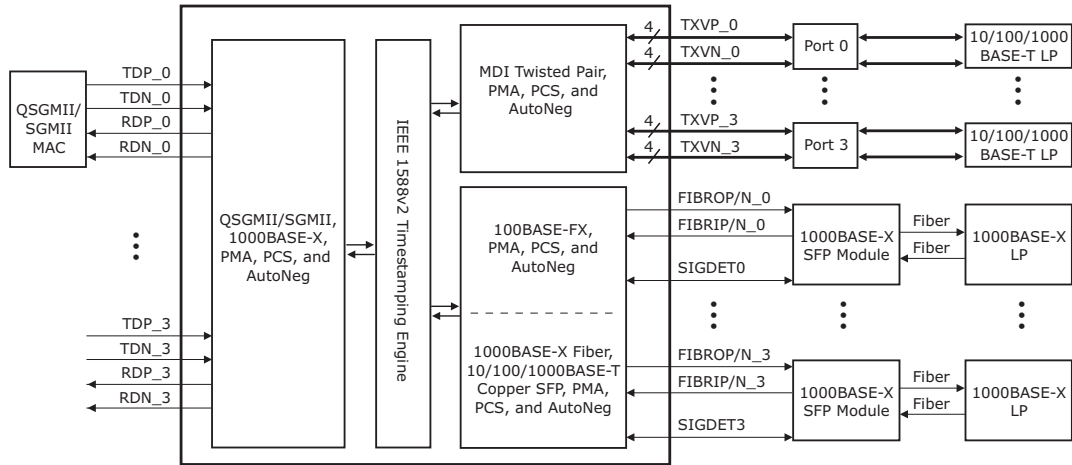 QSGMII/
SGMII
MAC
TDP_0
TDN_0
RDP_0
RDN_0
TDP_3
TDN_3
RDP_3
RDN_3
QSGMII/SGMII,
1000BASE-X,
PMA, PCS, and
AutoNeg
IEEE 1588v2 Timestamping Engine
MDI Twisted Pair,
PMA, PCS, and
AutoNeg
100BASE-FX,
PMA, PCS, and
AutoNeg
1000BASE-X Fiber,
10/100/1000BASE-T
Copper SFP, PMA,
PCS, and AutoNeg
4 TXVP_0
4 TXVN_0
4 TXVP_3
4 TXVN_3
Port 0
Port 3
10/100/1000
BASE-T LP
10/100/1000
BASE-T LP
FIBROP/N_0
FIBRIP/N_0
SIGDET0
1000BASE-X
SFP Module
Fiber
Fiber
1000BASE-X
LP
FIBROP/N_3
FIBRIP/N_3
SIGDET3
1000BASE-X
SFP Module
Fiber
Fiber
1000BASE-X
LP